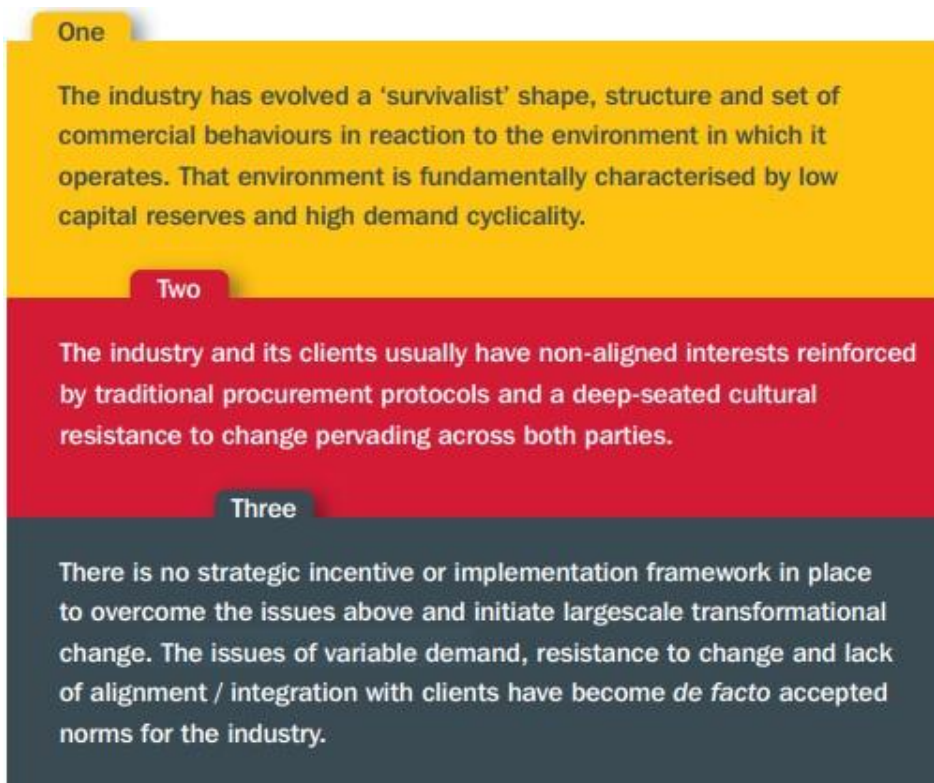 One
The industry has evolved a ‘survivalist’ shape, structure and set of
commercial behaviours in reaction to the environment in which it
operates. That environment is fundamentally characterised by low
capital reserves and high demand cyclicality.
Two
The industry and its clients usually have non-aligned interests reinforced
by traditional procurement protocols and a deep-seated cultural
resistance to change pervading across both parties.
Three
There is no strategic incentive or implementation framework in place
to overcome the issues above and initiate largescale transformational
change. The issues of variable demand, resistance to change and lack
of alignment / integration with clients have become de facto accepted
norms for the industry.